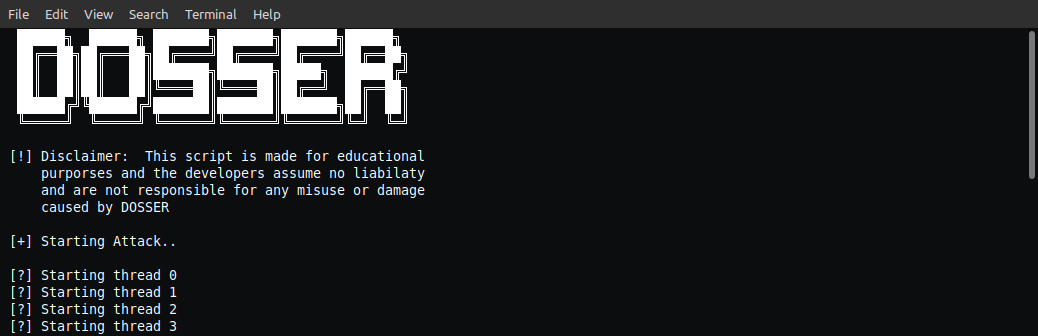 File Edit View Search Terminal Help
DOSSER
[!] Disclaimer:  This script is made for educational
purporses and the developers assume no liabilaty
and are not responsible for any misuse or damage
caused by DOSSER
[+] Starting Attack..
[?] Starting thread 0
[?] Starting thread 1
[?] Starting thread 2
[?] Starting thread 3